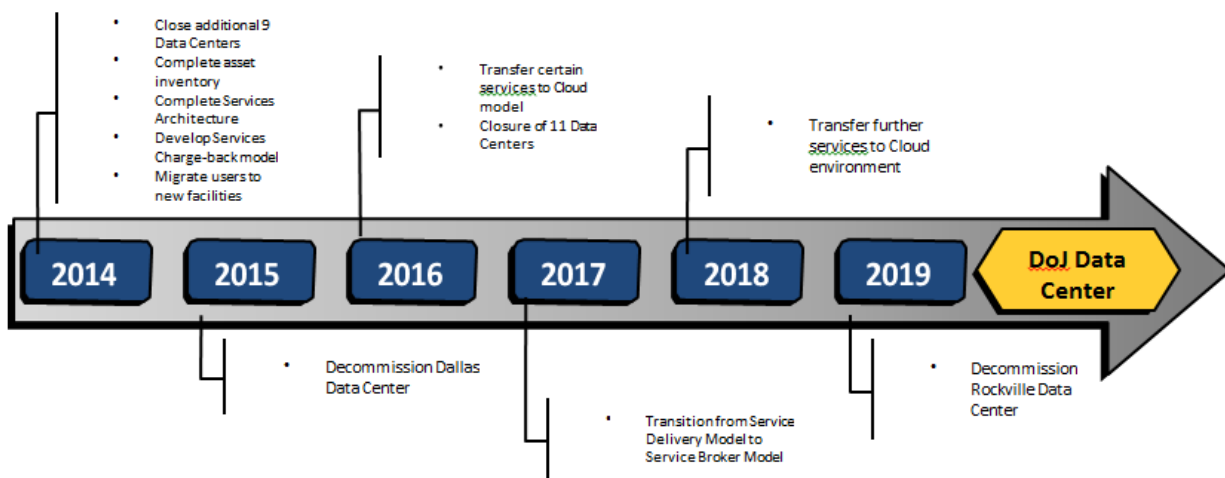 • Close additional 9
Data Centers
• Complete asset
inventory
• Complete Services
Architecture
• Develop Services
Charge-back model
• Migrate users to
new facilities
• Transfer certain
services to Cloud
model
• Closure of 11 Data
Centers
• Transfer further
services to Cloud
environment
2014
2015
2016
2017
2018
2019
DoJ Data
Center
• Decommission Dallas
Data Center
• Transition from Service
Delivery Model to
Service Broker Model
• Decommission
Rockville Data
Center